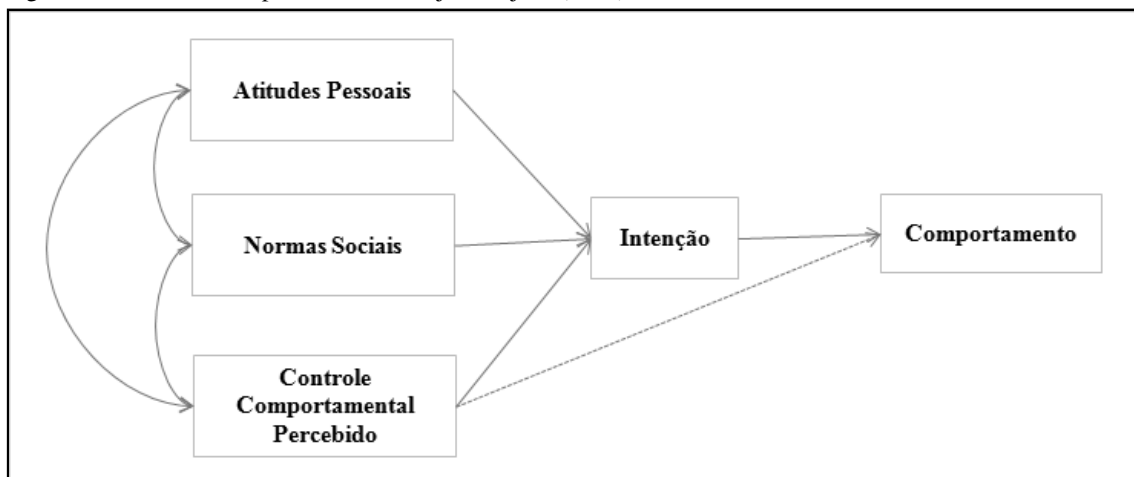 Atitudes Pessoais
Normas Sociais
Controle
Comportamental
Percebido
Intenção
Comportamento